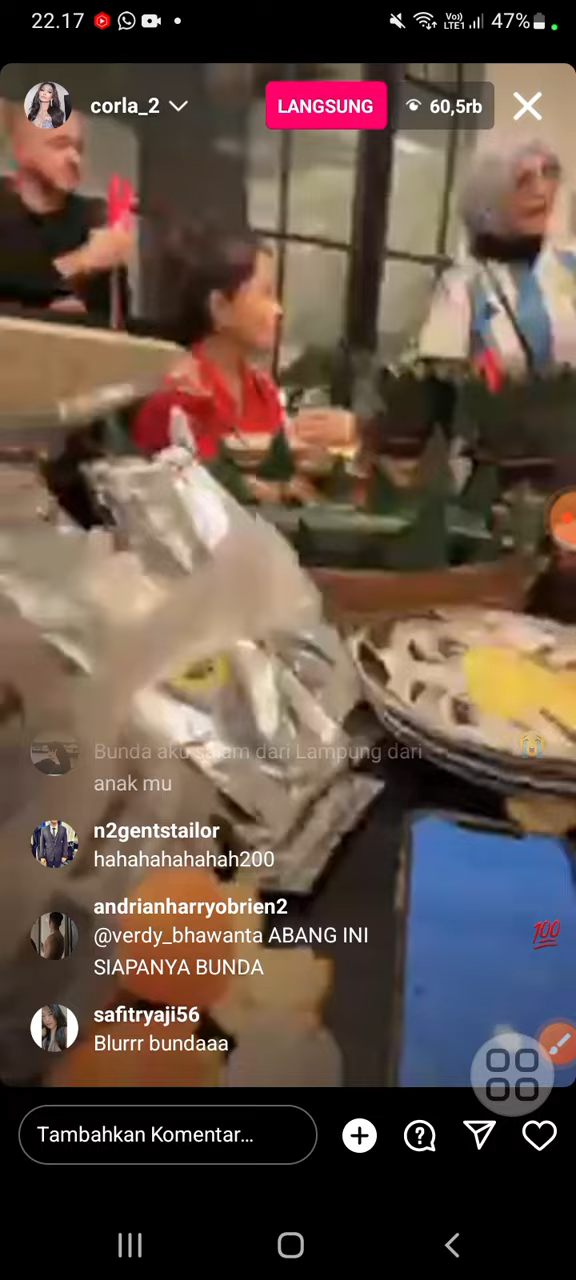 22.17
Vo)) LTE1 47%
corla_2
LANGSUNG
60,5rb
Bunda aku salam dari Lampung dari
anak mu
n2gentstailor
hahahahahahah200
andrianharryobrien2
@verdy_bhawanta ABANG INI
SIAPANYA BUNDA
100
safitryaji56
Blurrr bundaaa
Tambahkan Komentar...